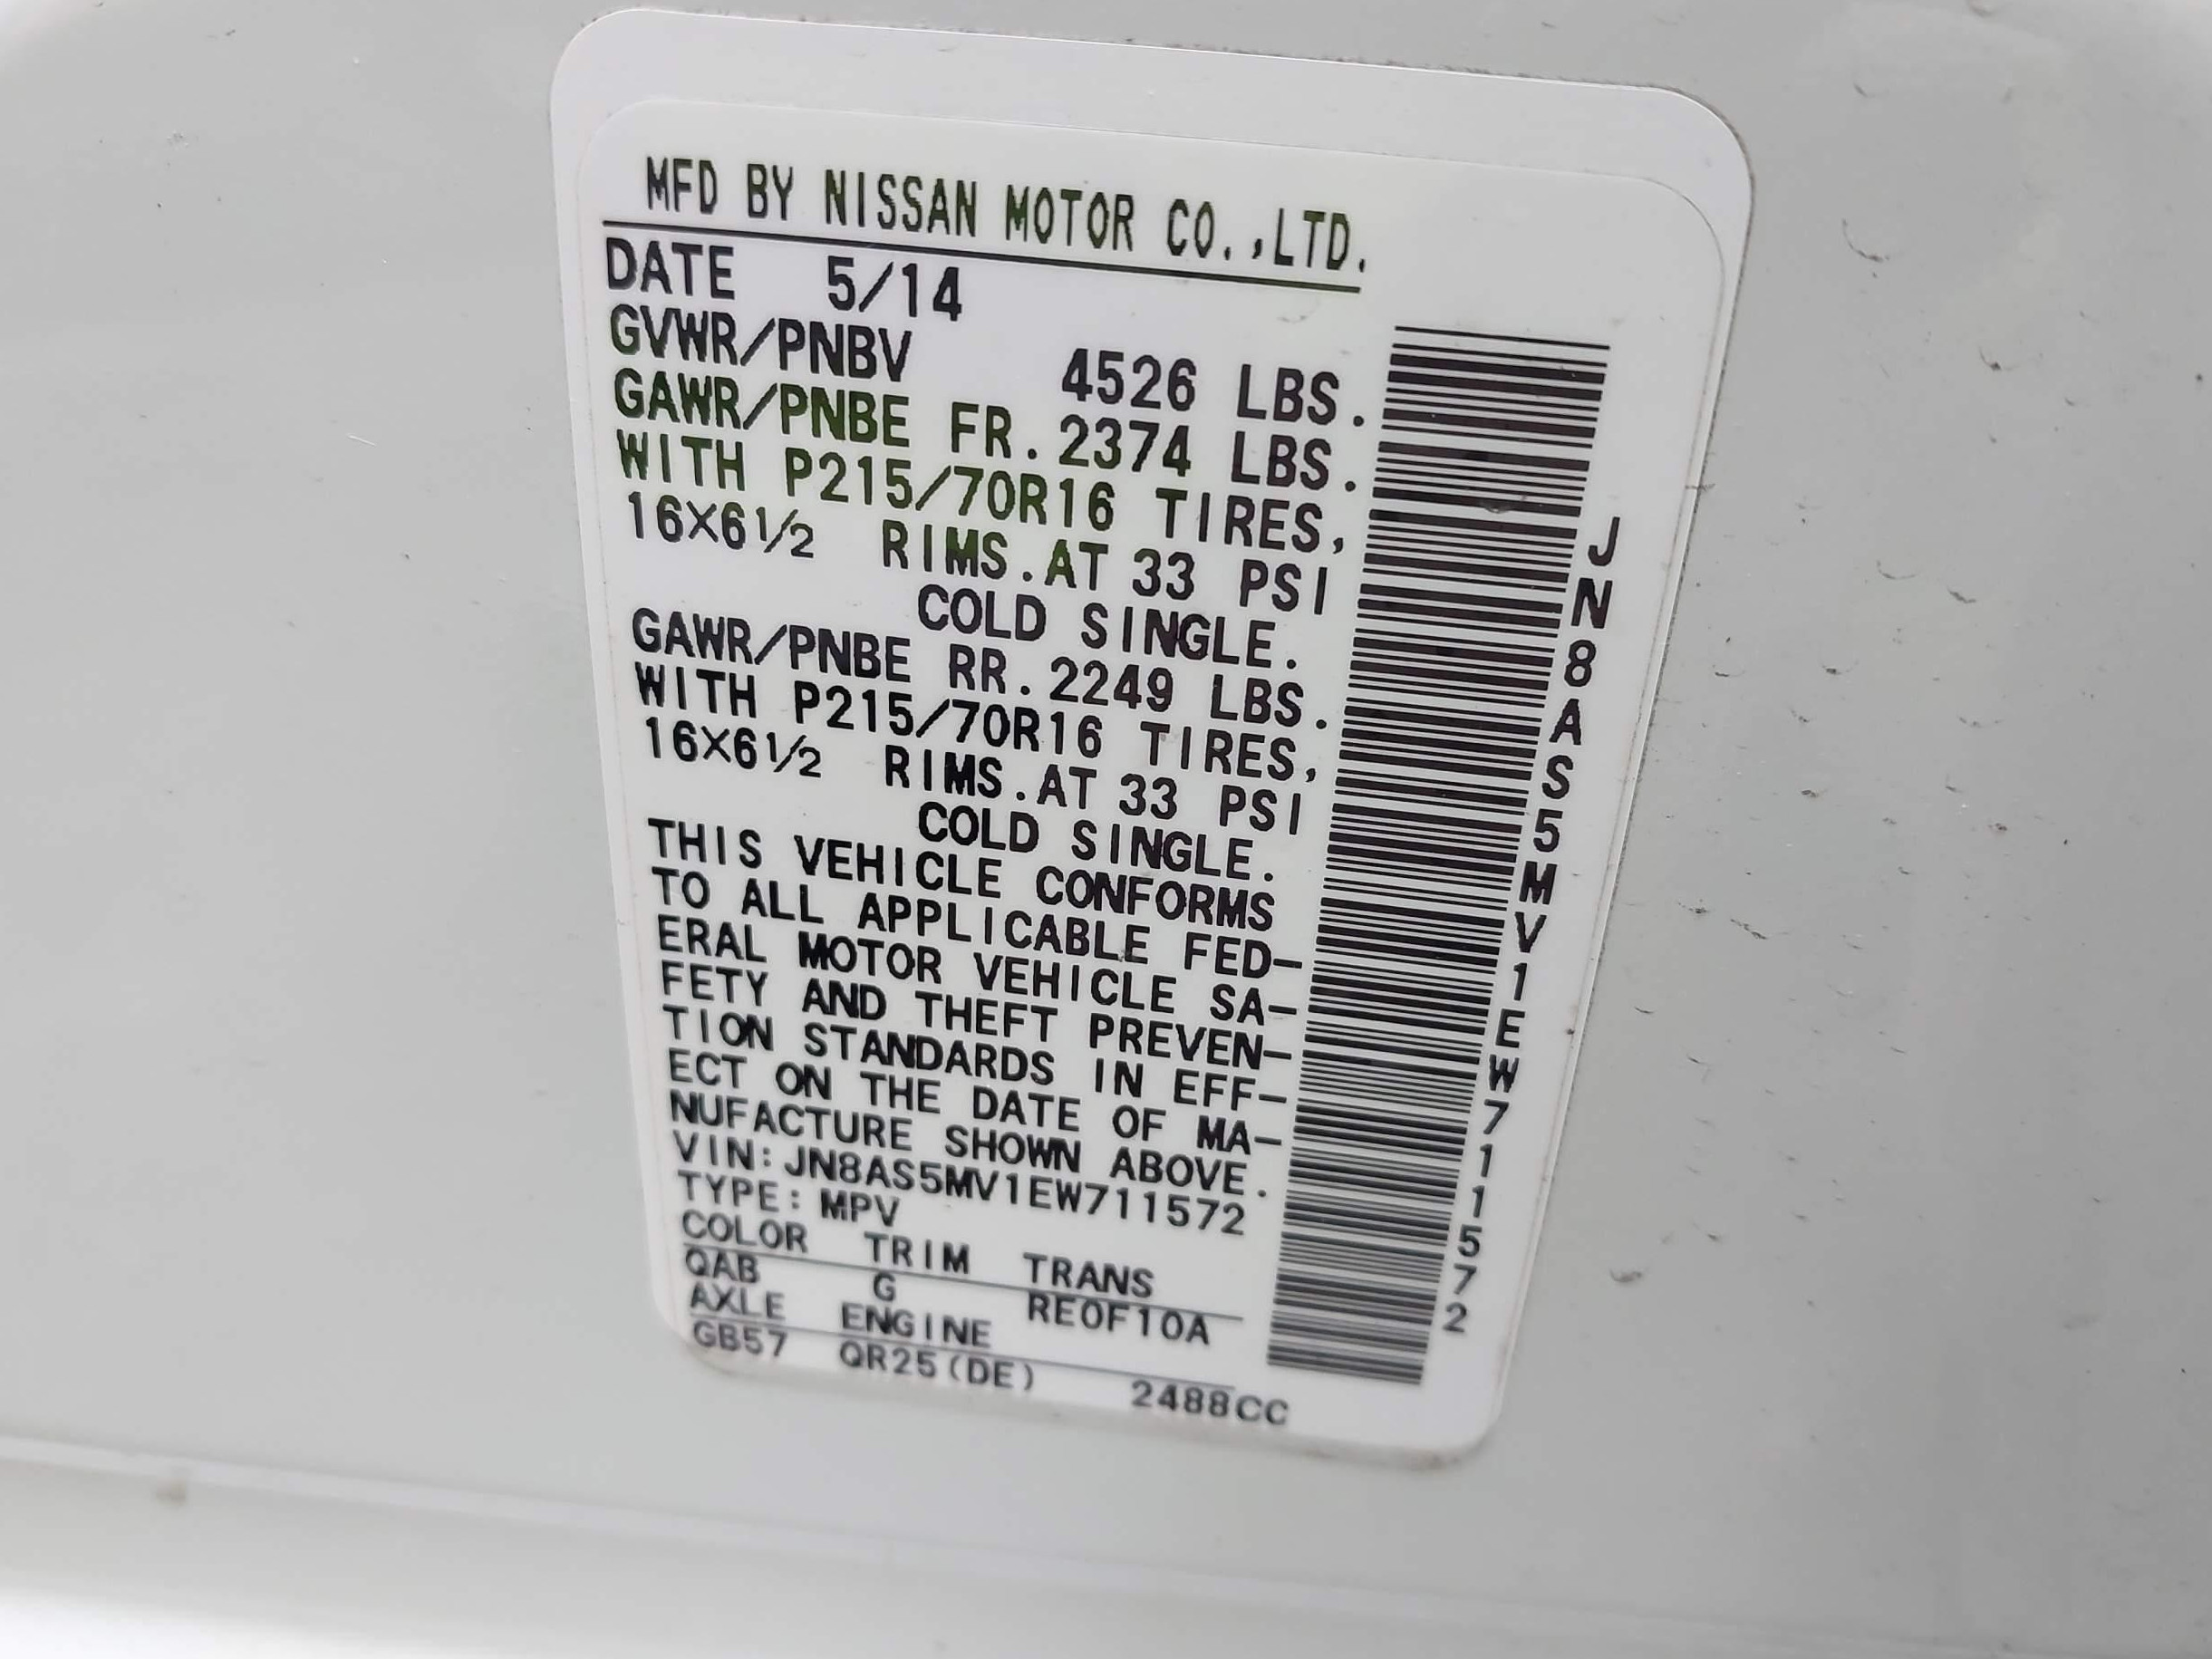 MFD BY NISSAN MOTOR CO.,LTD.
DATE 5/14
GVWR/PNBV 4526 LBS.
GAWR/PNBE FR. 2374 LBS.
WITH P215/70R16 TIRES,
16X6½ RIMS. AT 33 PSI
COLD SINGLE.
GAWR/PNBE RR. 2249 LBS.
WITH P215/70R16 TIRES,
16X6½ RIMS. AT 33 PSI
COLD SINGLE.
THIS VEHICLE CONFORMS
TO ALL APPLICABLE FED-
ERAL MOTOR VEHICLE SA-
FETY AND THEFT PREVEN-
TION STANDARDS IN EFF-
ECT ON THE DATE OF MA-
NUFACTURE SHOWN ABOVE.
VIN: JN8AS5MV1EW711572
TYPE: MPV
COLOR TRIM TRANS
QAB G RE0F10A
AXLE ENGINE
GB57 QR25(DE) 2488CC
JN8AS5MV1EW711572